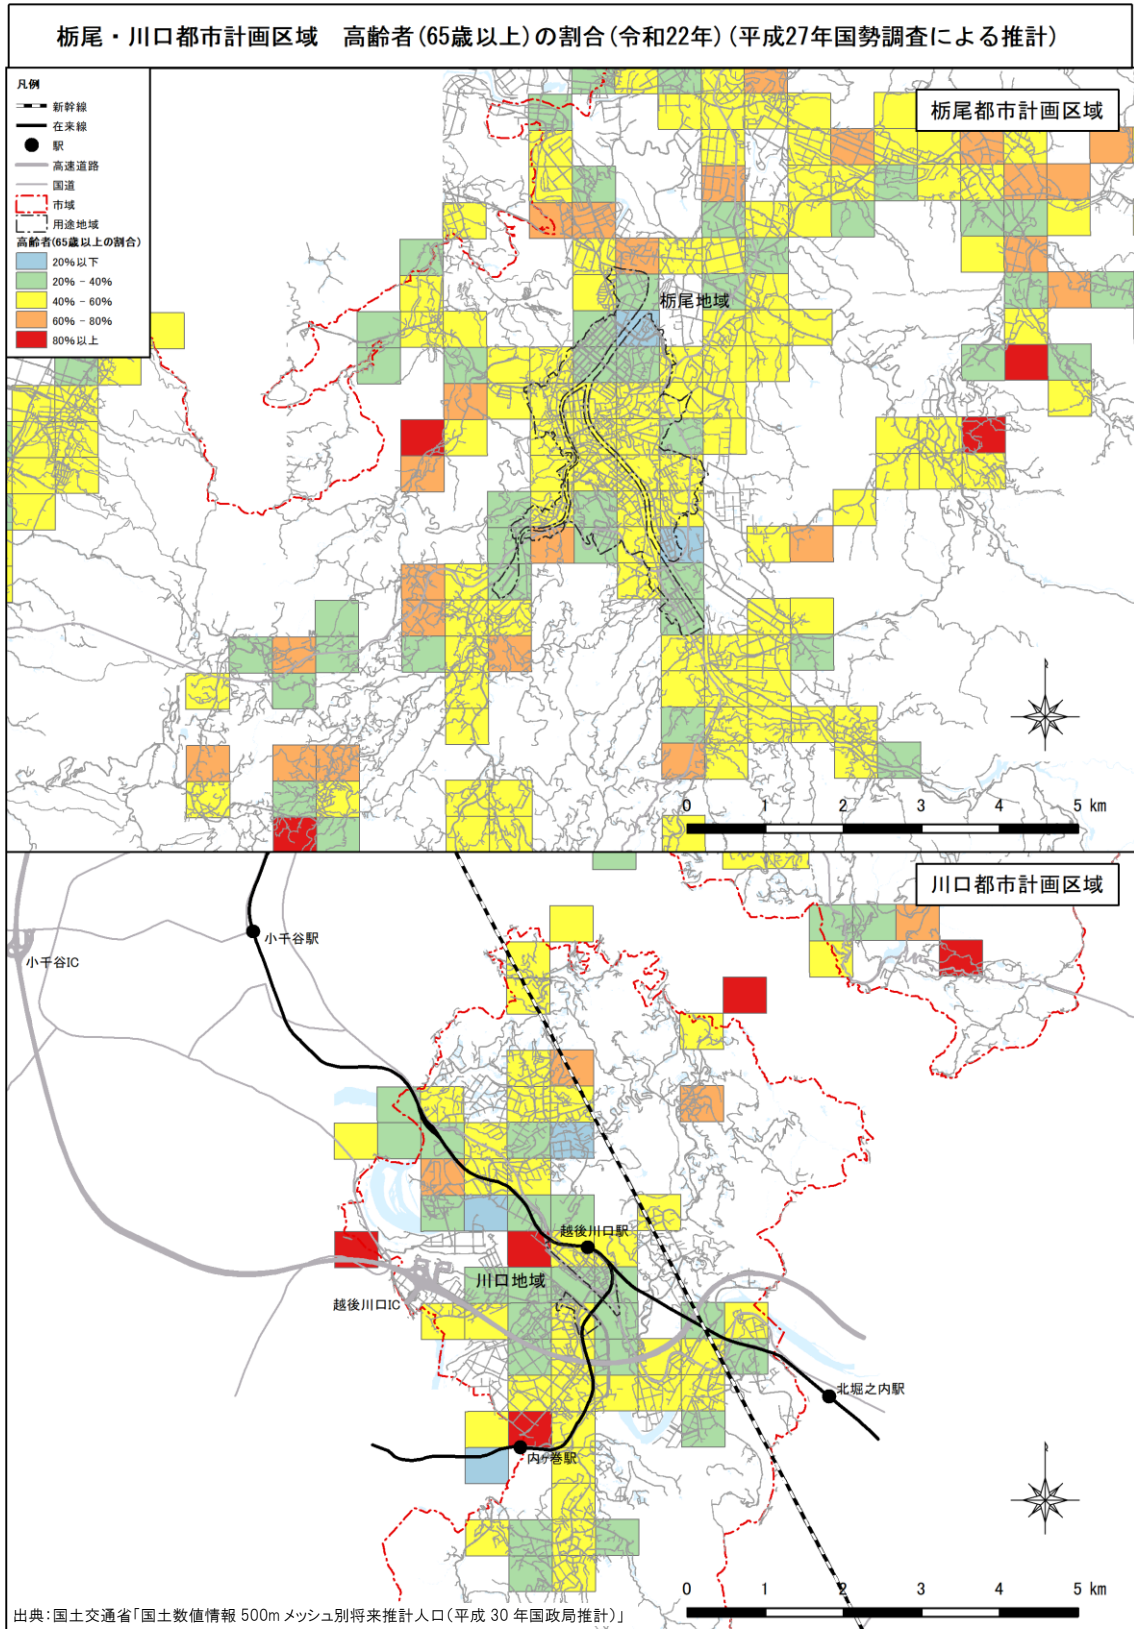 栃尾・川口都市計画区域　高齢者(65歳以上)の割合(令和22年)(平成27年国勢調査による推計)
凡例
新幹線
在来線
駅
高速道路
国道
市域
用途地域
高齢者(65歳以上の割合)
20%以下
20% - 40%
40% - 60%
60% - 80%
80%以上
栃尾都市計画区域
栃尾地域
0 1 2 3 4 5 km
川口都市計画区域
小千谷駅
小千谷IC
越後川口駅
川口地域
越後川口IC
北堀之内駅
内ヶ巻駅
0 1 2 3 4 5 km
出典：国土交通省「国土数値情報 500m メッシュ別将来推計人口(平成 30 年国政局推計)」